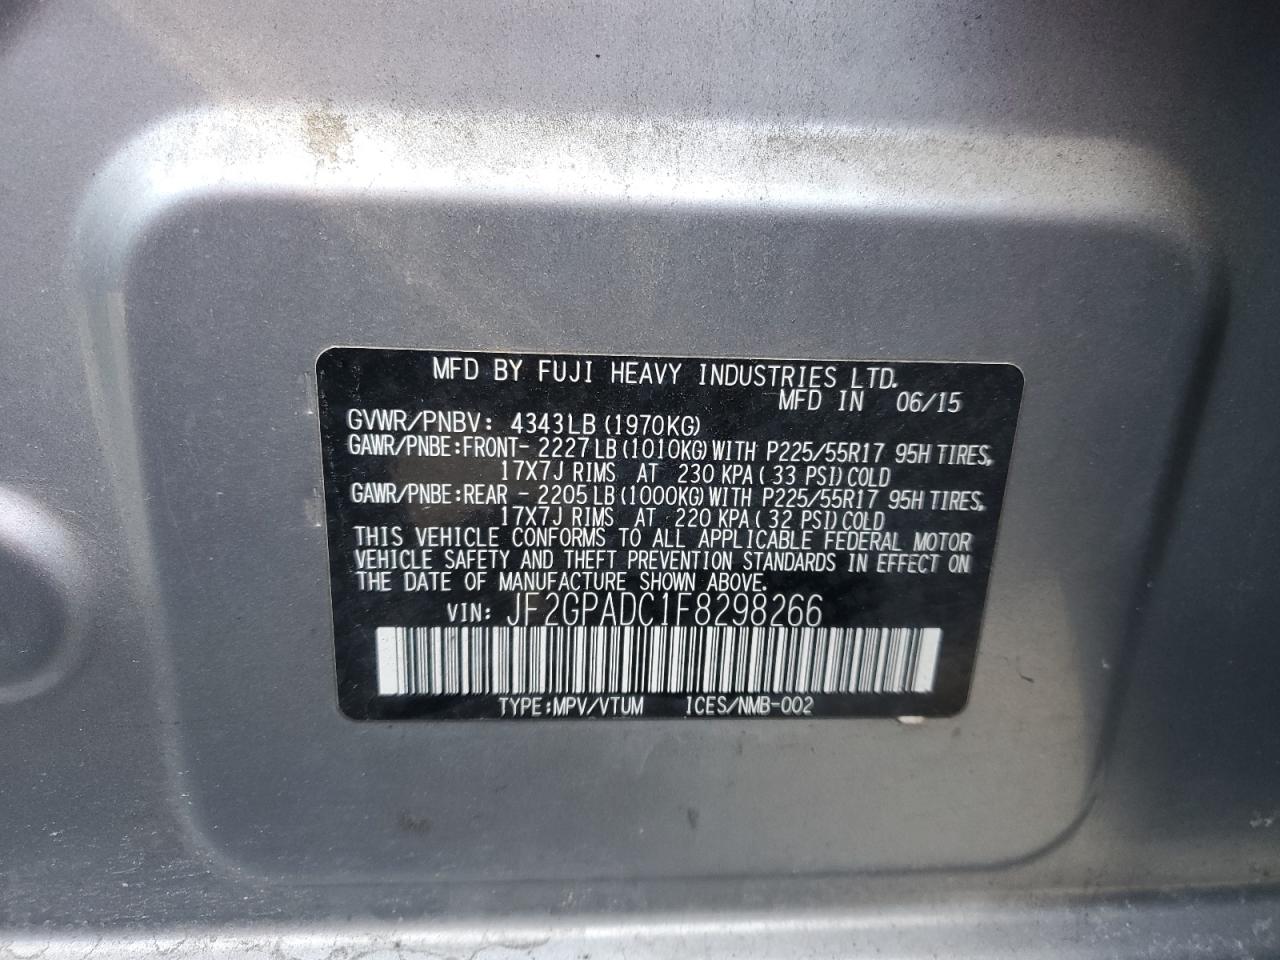 MFD BY FUJI HEAVY INDUSTRIES LTD.
MFD IN 06/15
GVWR/PNBV: 4343LB (1970KG)
GAWR/PNBE:FRONT- 2227LB (1010KG) WITH P225/55R17 95H TIRES,
17X7J RIMS AT 230 KPA ( 33 PSI) COLD
GAWR/PNBE:REAR - 2205LB (1000KG) WITH P225/55R17 95H TIRES,
17X7J RIMS AT 220 KPA ( 32 PSI) COLD
THIS VEHICLE CONFORMS TO ALL APPLICABLE FEDERAL MOTOR
VEHICLE SAFETY AND THEFT PREVENTION STANDARDS IN EFFECT ON
THE DATE OF MANUFACTURE SHOWN ABOVE.
VIN: JF2GPADC1F8298266
TYPE:MPV/VTUM ICES/NMB-002